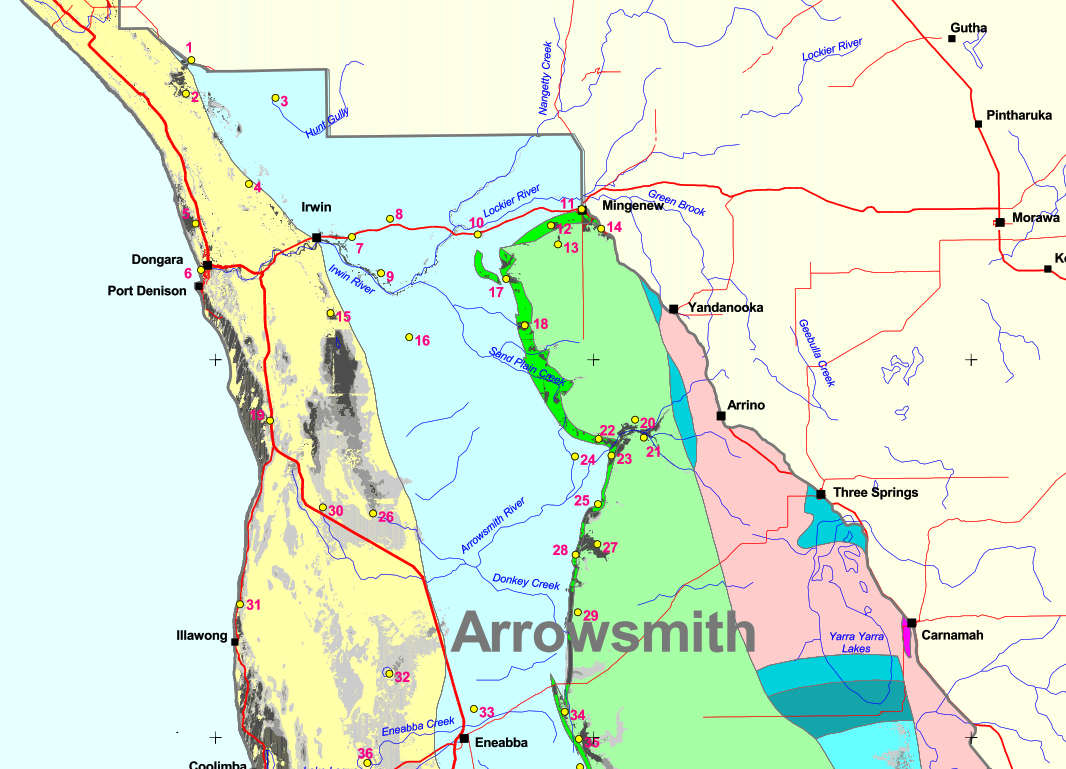 Gutha
Lockier River
Nangetty Creek
1
2
3
Hunt Gully
Pintharuka
4
Irwin
Lockier River
Green Brook
11
Mingenew
5
8
10
12
13
14
Morawa
7
Dongara
6
9
Irwin River
Port Denison
17
Yandanooka
15
16
18
Geebulla Creek
Sand Plain Creek
Arrino
19
20
22
21
23
24
Three Springs
25
26
30
Arrowsmith River
27
28
Donkey Creek
31
29
Illawong
Arrowsmith
Carnamah
Yarra Yarra
Lakes
32
33
34
Eneabba Creek
35
Eneabba
36
Coolimba